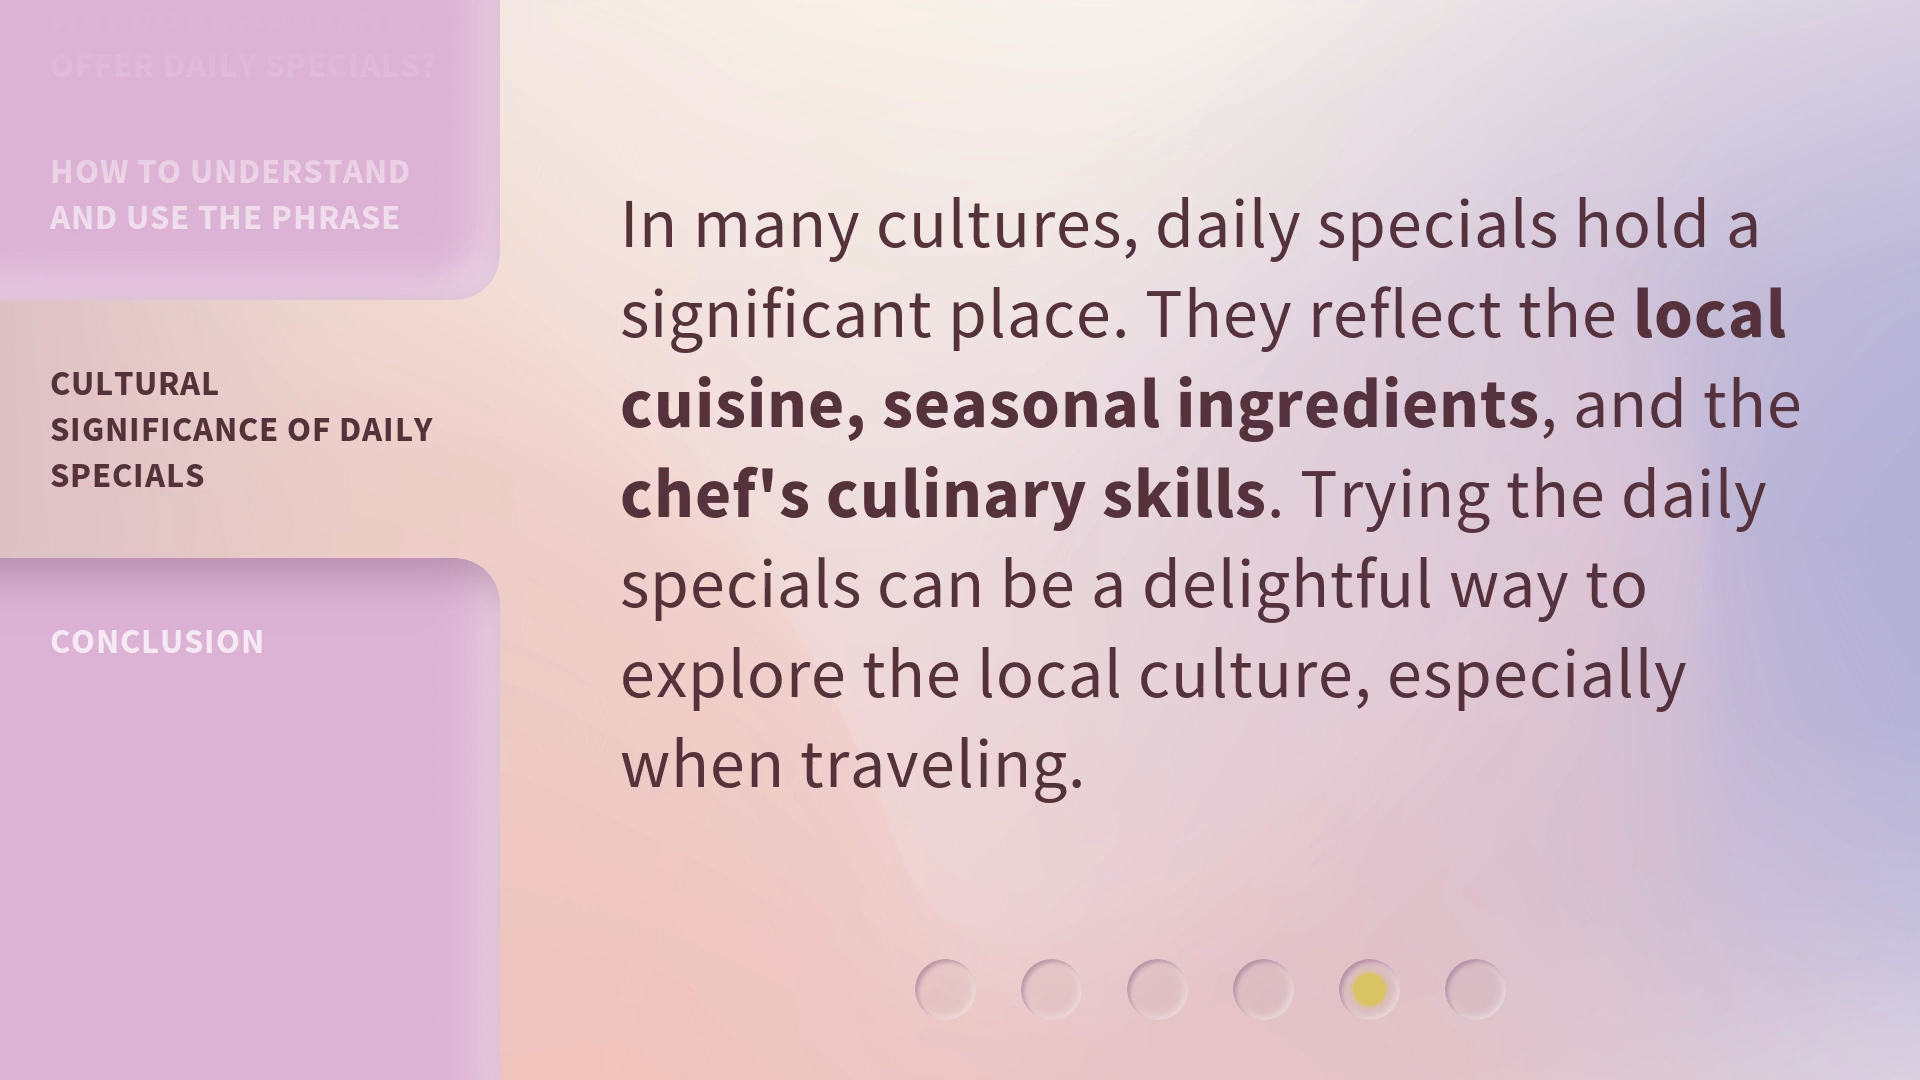 OFFER DAILY SPECIALS?
HOW TO UNDERSTAND
AND USE THE PHRASE
CULTURAL
SIGNIFICANCE OF DAILY
SPECIALS
CONCLUSION
In many cultures, daily specials hold a
significant place. They reflect the local
cuisine, seasonal ingredients, and the
chef's culinary skills. Trying the daily
specials can be a delightful way to
explore the local culture, especially
when traveling.